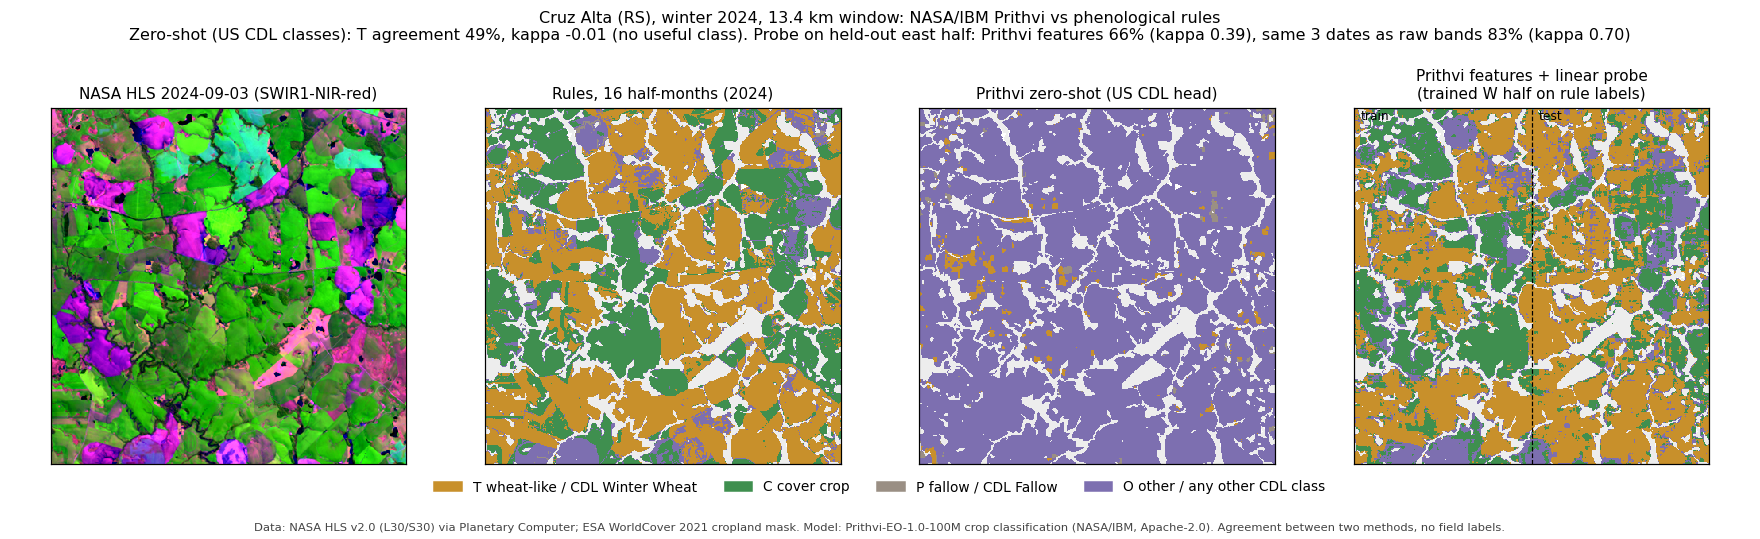 Cruz Alta (RS), winter 2024, 13.4 km window: NASA/IBM Prithvi vs phenological rules
Zero-shot (US CDL classes): T agreement 49%, kappa -0.01 (no useful class). Probe on held-out east half: Prithvi features 66% (kappa 0.39), same 3 dates as raw bands 83% (kappa 0.70)
NASA HLS 2024-09-03 (SWIR1-NIR-red)
Rules, 16 half-months (2024)
Prithvi zero-shot (US CDL head)
Prithvi features + linear probe
(trained W half on rule labels)
train
test
T wheat-like / CDL Winter Wheat
C cover crop
P fallow / CDL Fallow
O other / any other CDL class
Data: NASA HLS v2.0 (L30/S30) via Planetary Computer; ESA WorldCover 2021 cropland mask. Model: Prithvi-EO-1.0-100M crop classification (NASA/IBM, Apache-2.0). Agreement between two methods, no field labels.